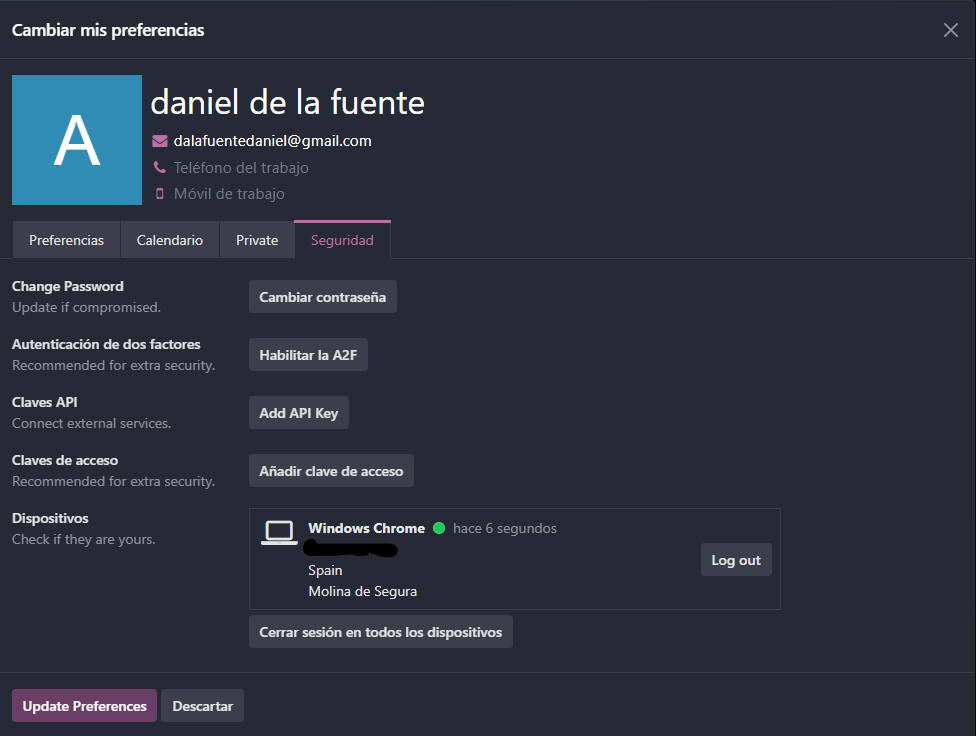 Cambiar mis preferencias
A
daniel de la fuente
dalafuentedaniel@gmail.com
Teléfono del trabajo
Móvil de trabajo
Preferencias
Calendario
Private
Seguridad
Change Password
Update if compromised.
Cambiar contraseña
Autenticación de dos factores
Recommended for extra security.
Habilitar la A2F
Claves API
Connect external services.
Add API Key
Claves de acceso
Recommended for extra security.
Añadir clave de acceso
Dispositivos
Check if they are yours.
Windows Chrome hace 6 segundos
Spain
Molina de Segura
Log out
Cerrar sesión en todos los dispositivos
Update Preferences
Descartar